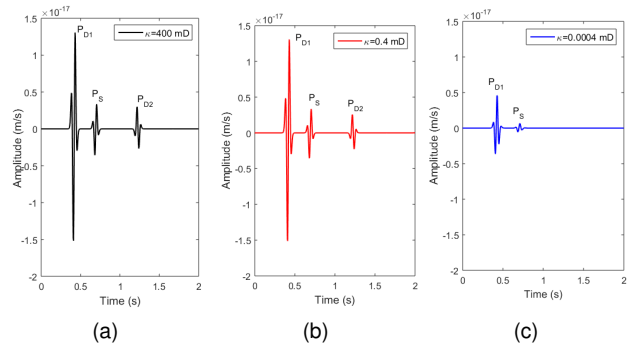 ×10⁻¹⁷
1.5
1
0.5
0
-0.5
-1
-1.5
-2
0 0.5 1 1.5 2
Amplitude (m/s)
Time (s)
P_D1
P_S
P_D2
κ=400 mD
(a)
×10⁻¹⁷
1.5
1
0.5
0
-0.5
-1
-1.5
-2
0 0.5 1 1.5 2
Amplitude (m/s)
Time (s)
P_D1
P_S
P_D2
κ=0.4 mD
(b)
×10⁻¹⁷
1.5
1
0.5
0
-0.5
-1
-1.5
-2
0 0.5 1 1.5 2
Amplitude (m/s)
Time (s)
P_D1
P_S
κ=0.0004 mD
(c)